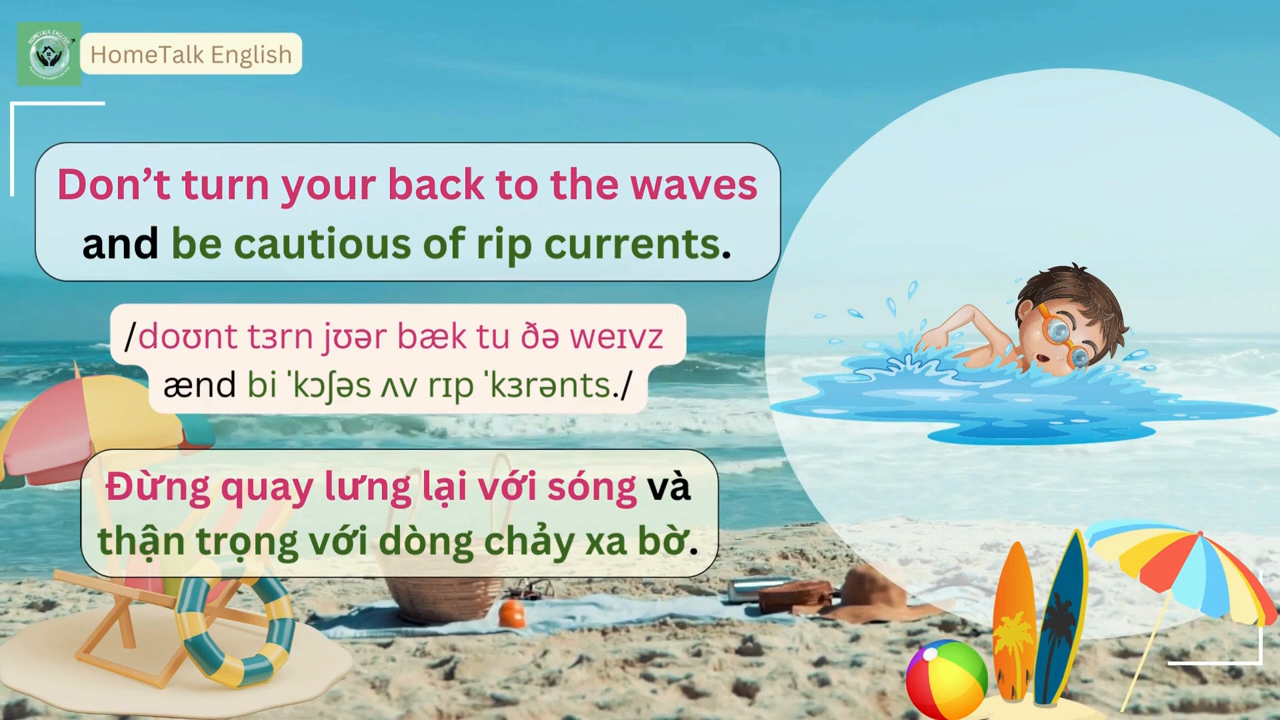 HomeTalk English
Don’t turn your back to the waves
and be cautious of rip currents.
/doʊnt tɜrn jʊər bæk tu ðə weɪvz
ænd bi ˈkɔʃəs ʌv rɪp ˈkɜrənts./
Đừng quay lưng lại với sóng và
thận trọng với dòng chảy xa bờ.